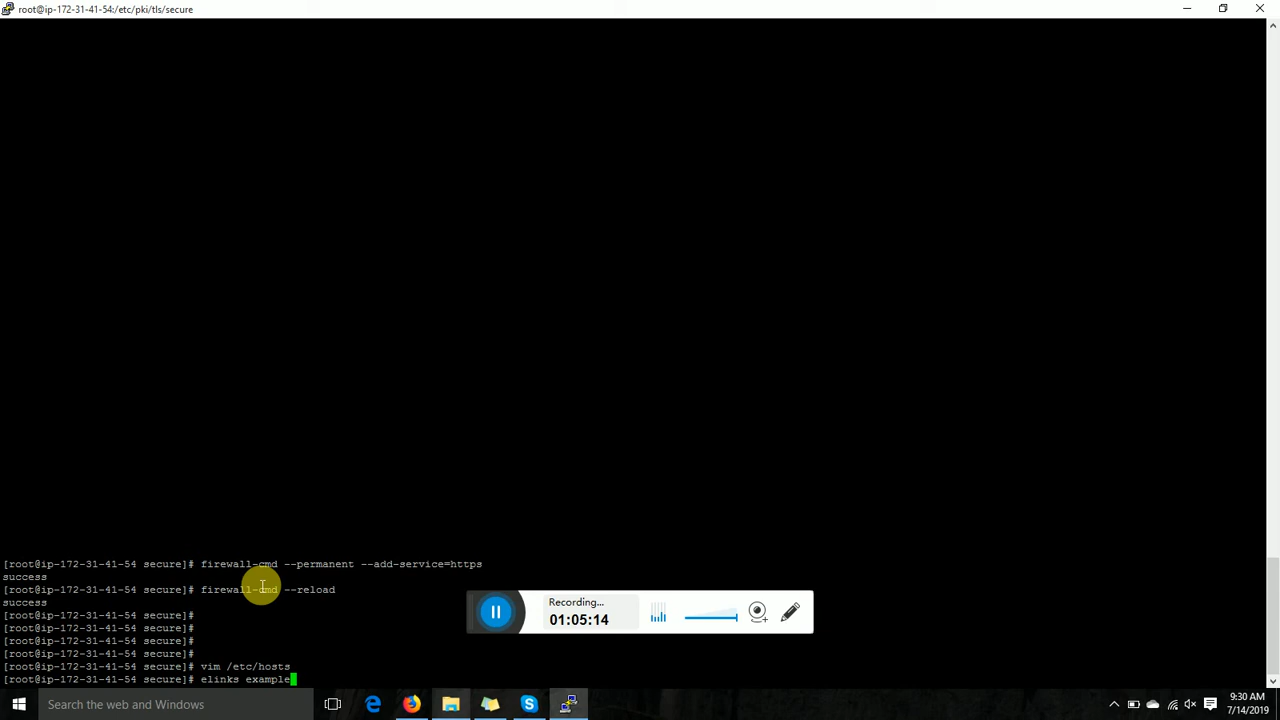 root@ip-172-31-41-54:/etc/pki/tls/secure
[root@ip-172-31-41-54 secure]# firewall-cmd --permanent --add-service=https
success
[root@ip-172-31-41-54 secure]# firewall-cmd --reload
success
[root@ip-172-31-41-54 secure]#
[root@ip-172-31-41-54 secure]#
[root@ip-172-31-41-54 secure]#
[root@ip-172-31-41-54 secure]#
[root@ip-172-31-41-54 secure]# vim /etc/hosts
[root@ip-172-31-41-54 secure]# elinks example
Recording...
01:05:14
Search the web and Windows
9:30 AM
7/14/2019